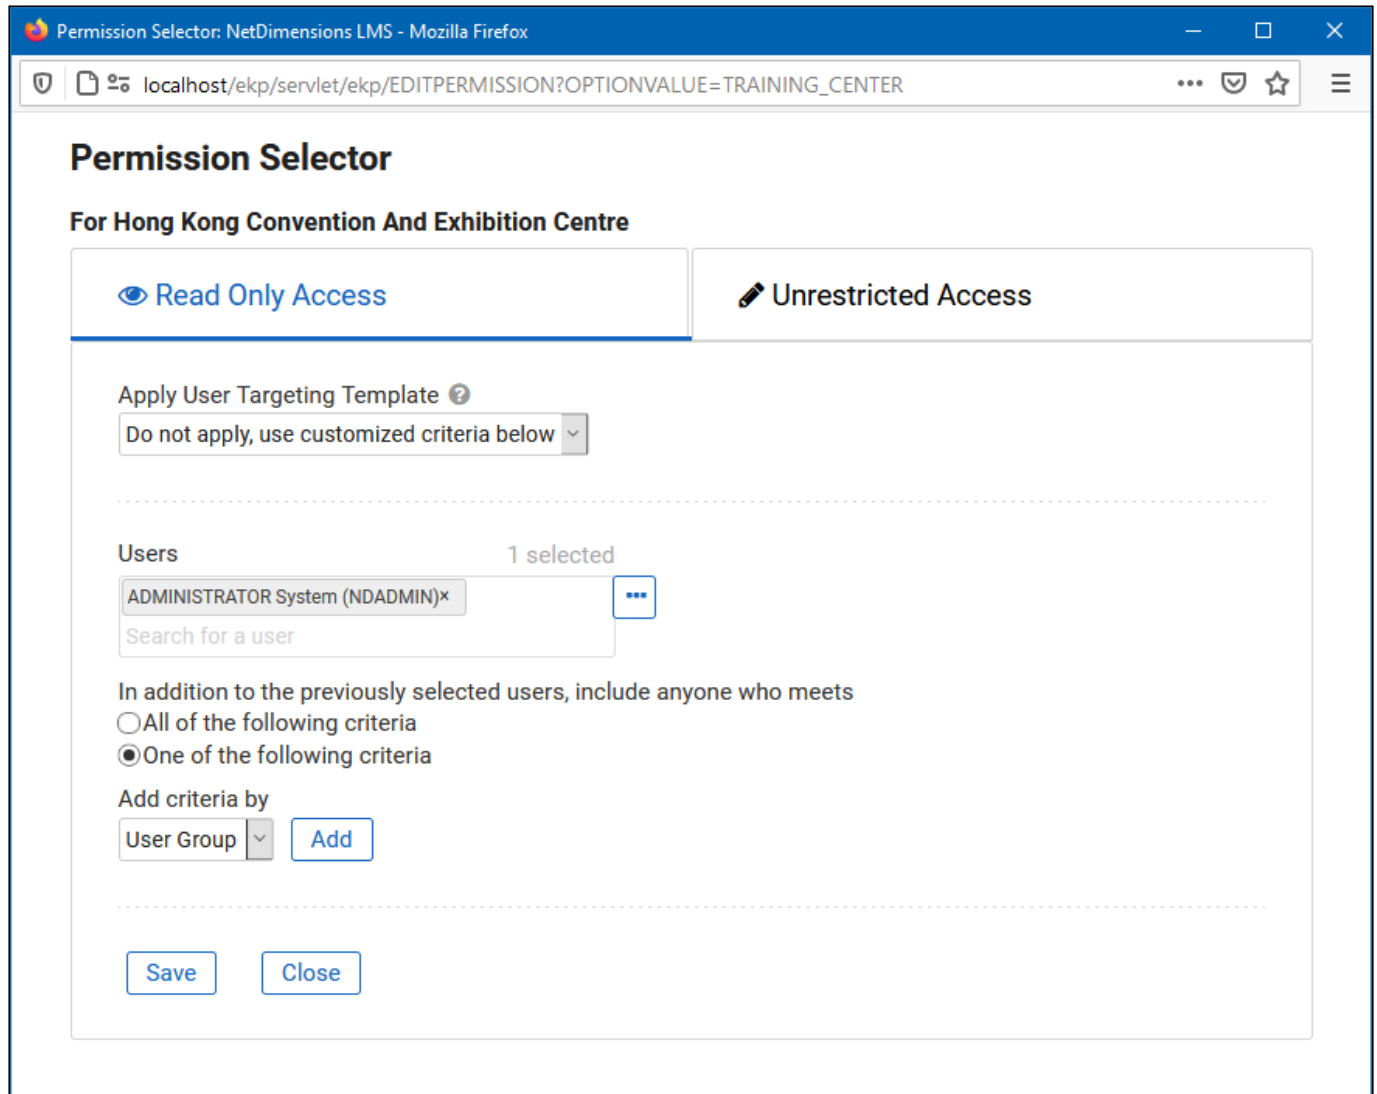 Permission Selector: NetDimensions LMS - Mozilla Firefox
localhost/ekp/servlet/ekp/EDITPERMISSION?OPTIONVALUE=TRAINING_CENTER
Permission Selector
For Hong Kong Convention And Exhibition Centre
Read Only Access
Unrestricted Access
Apply User Targeting Template
Do not apply, use customized criteria below
Users
1 selected
ADMINISTRATOR System (NDADMIN)×
Search for a user
In addition to the previously selected users, include anyone who meets
All of the following criteria
One of the following criteria
Add criteria by
User Group
Add
Save
Close